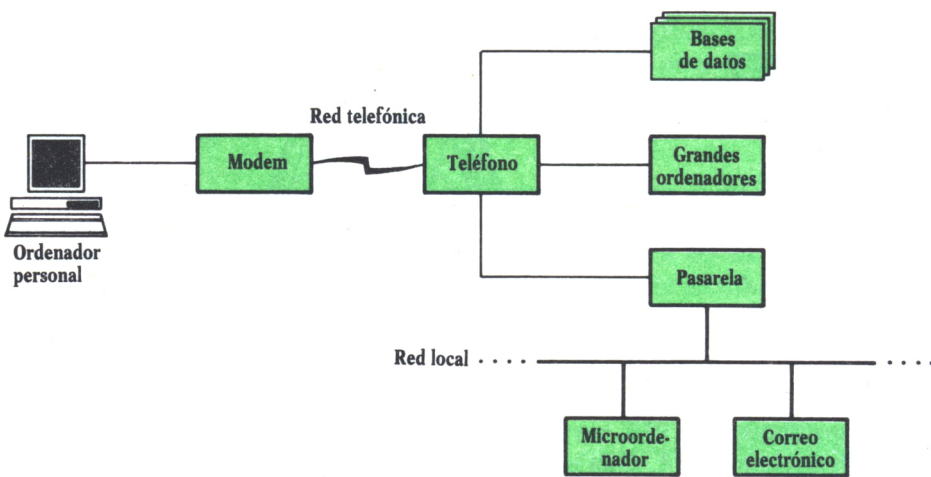 Bases
de datos
Red telefónica
Modem
Teléfono
Grandes
ordenadores
Ordenador
personal
Pasarela
Red local
Microorde-
nador
Correo
electrónico